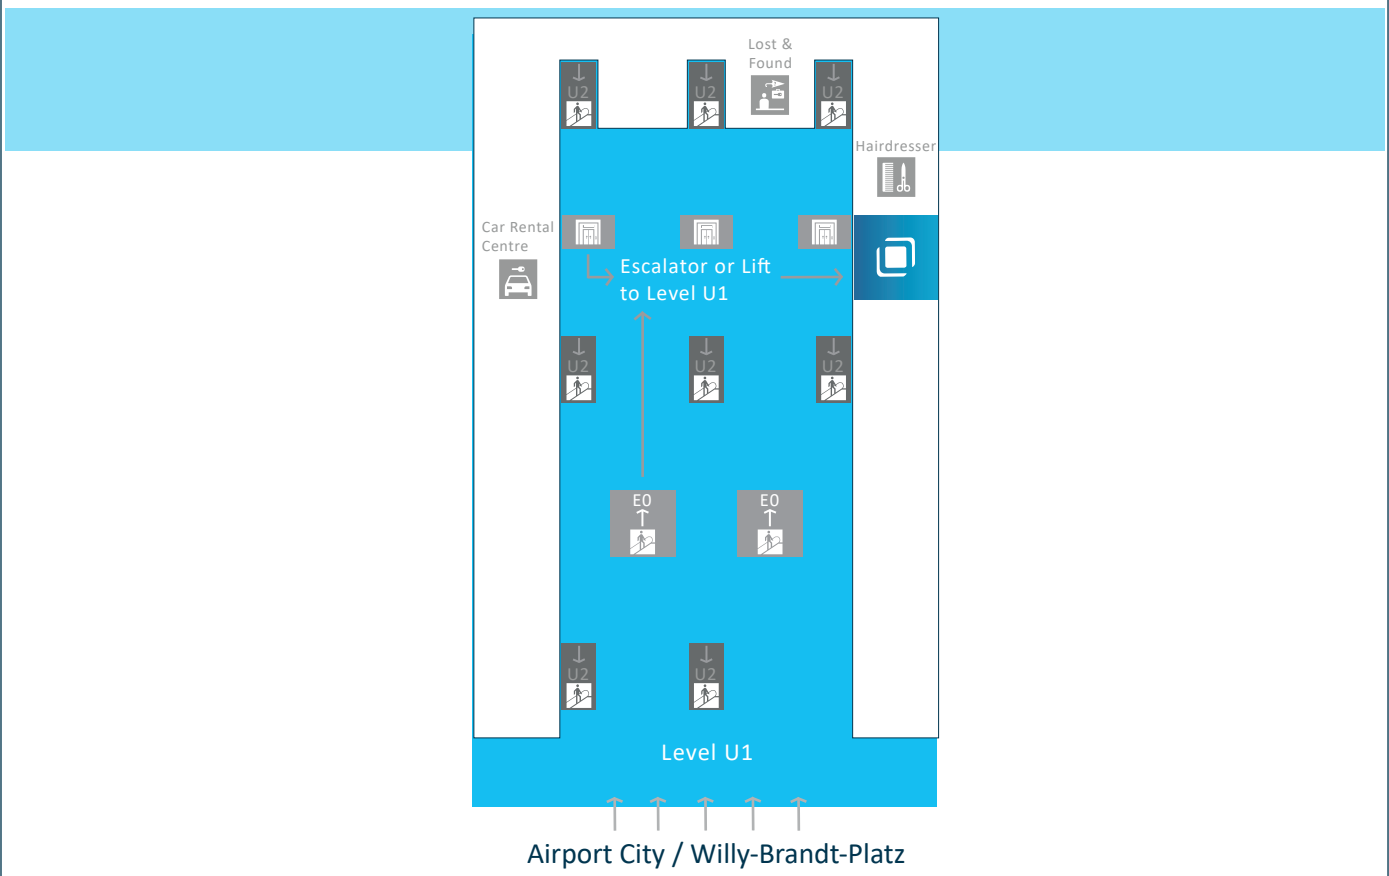 Lost &
Found
U2
U2
U2
Hairdresser
Car Rental
Centre
Escalator or Lift
to Level U1
U2
U2
U2
E0
E0
U2
U2
Level U1
Airport City / Willy-Brandt-Platz